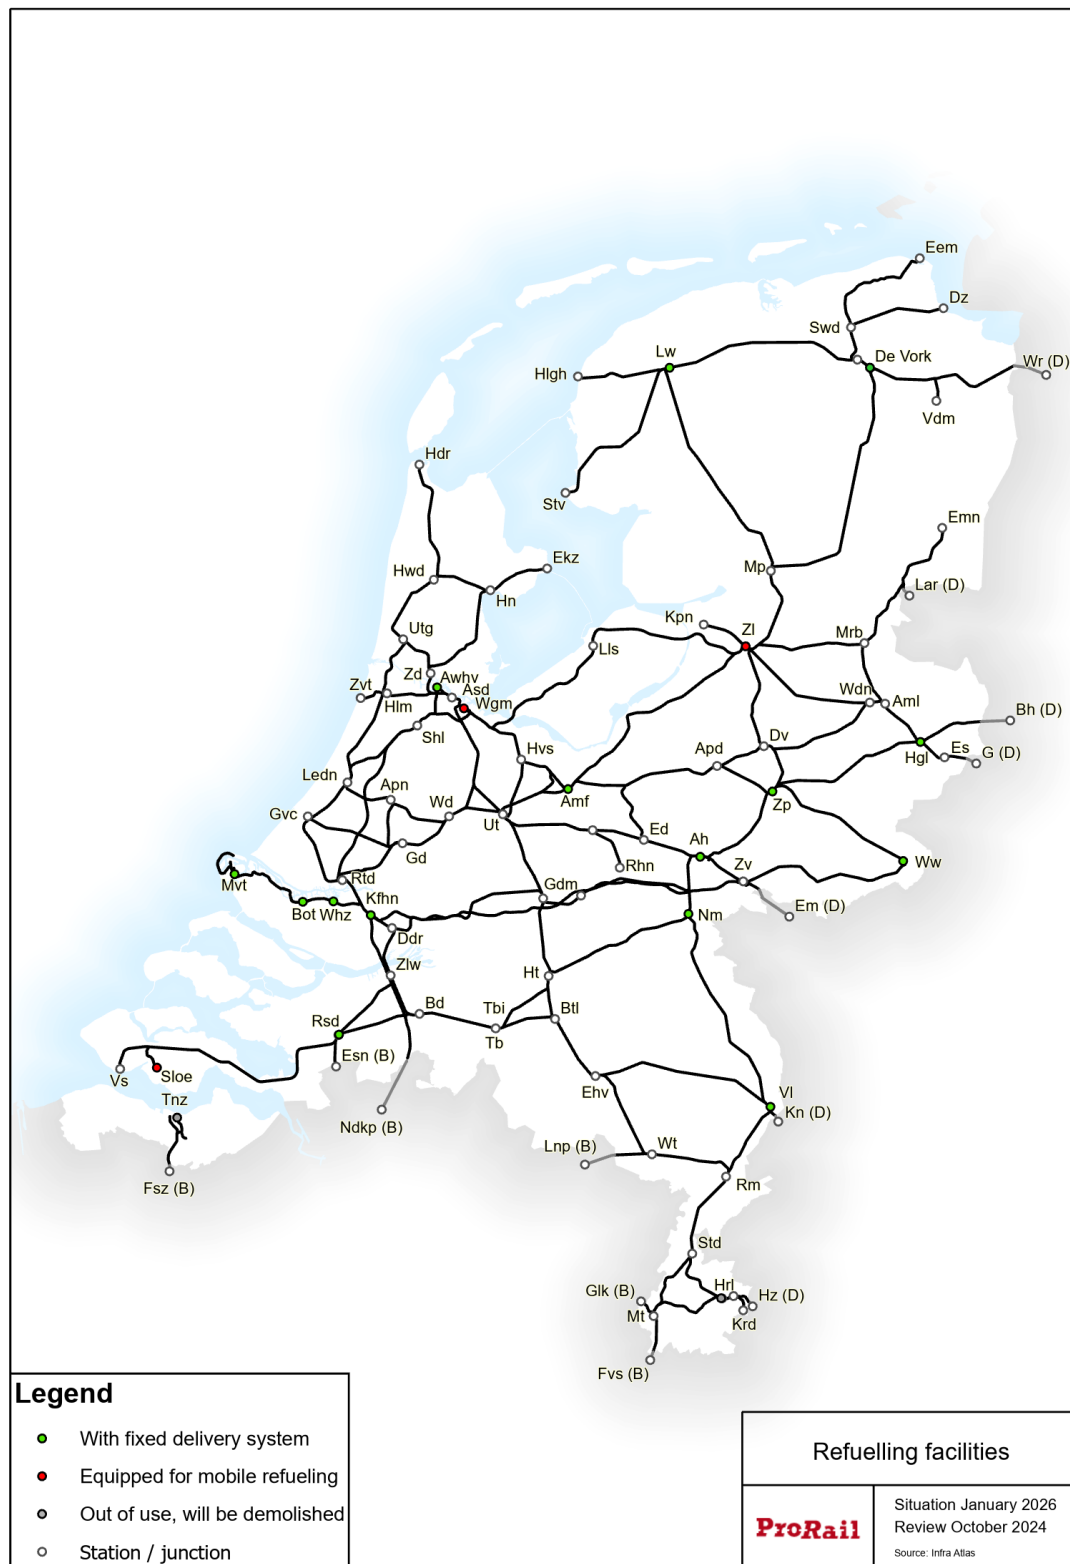 Eem
Dz
Swd
Lw
De Vork
Wr (D)
Hlgh
Vdm
Hdr
Stv
Emn
Ekz
Mp
Hwd
Lar (D)
Hn
Kpn
Zl
Utg
Mrb
Lls
Zd
Awhv
Zvt
Asd
Wdn
Hlm
Wgm
Aml
Bh (D)
Shl
Dv
Hvs
Apd
Es
G (D)
Hgl
Ledn
Apn
Amf
Zp
Gvc
Wd
Ut
Ed
Ah
Gd
Rhn
Zv
Ww
Mvt
Rtd
Kfhn
Gdm
Bot
Whz
Em (D)
Nm
Ddr
Zlw
Ht
Bd
Tbi
Btl
Rsd
Tb
Esn (B)
Vs
Sloe
Ehv
Vl
Tnz
Kn (D)
Ndkp (B)
Lnp (B)
Wt
Fsz (B)
Rm
Std
Glk (B)
Hrl
Hz (D)
Mt
Krd
Fvs (B)
Legend
With fixed delivery system
Equipped for mobile refueling
Out of use, will be demolished
Station / junction
Refuelling facilities
ProRail
Situation January 2026
Review October 2024
Source: Infra Atlas